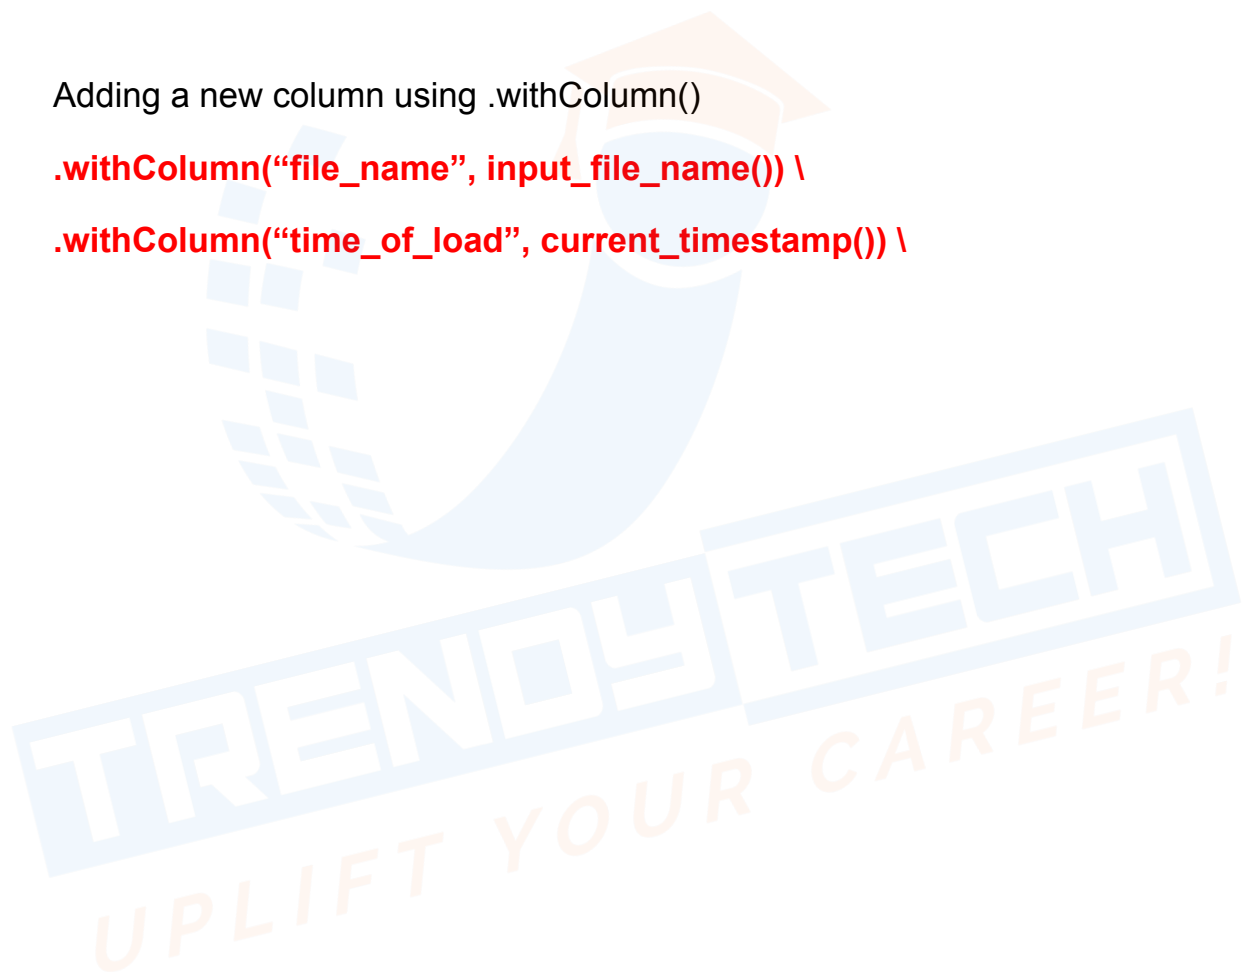 Adding a new column using .withColumn()
.withColumn(“file_name”, input_file_name()) \
.withColumn(“time_of_load”, current_timestamp()) \
TRENDYTECH
UPLIFT YOUR CAREER!